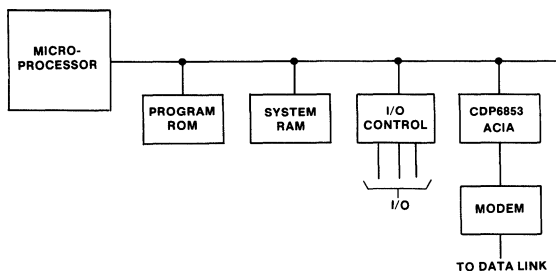 MICRO-
PROCESSOR
PROGRAM
ROM
SYSTEM
RAM
I/O
CONTROL
CDP6853
ACIA
I/O
MODEM
TO DATA LINK